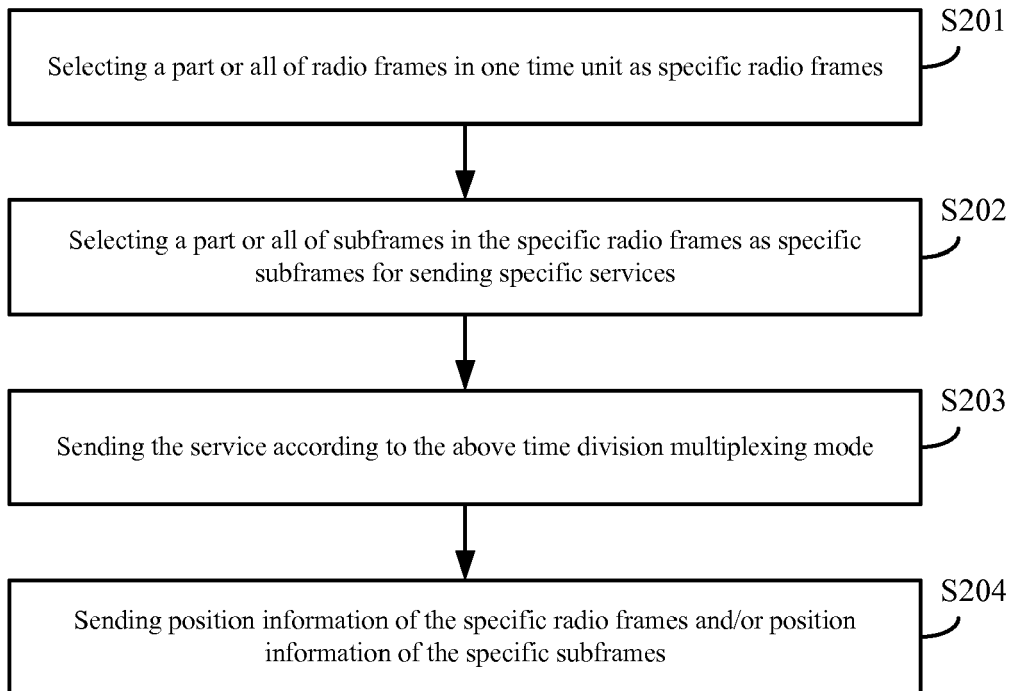 S201
Selecting a part or all of radio frames in one time unit as specific radio frames
S202
Selecting a part or all of subframes in the specific radio frames as specific
subframes for sending specific services
S203
Sending the service according to the above time division multiplexing mode
S204
Sending position information of the specific radio frames and/or position
information of the specific subframes